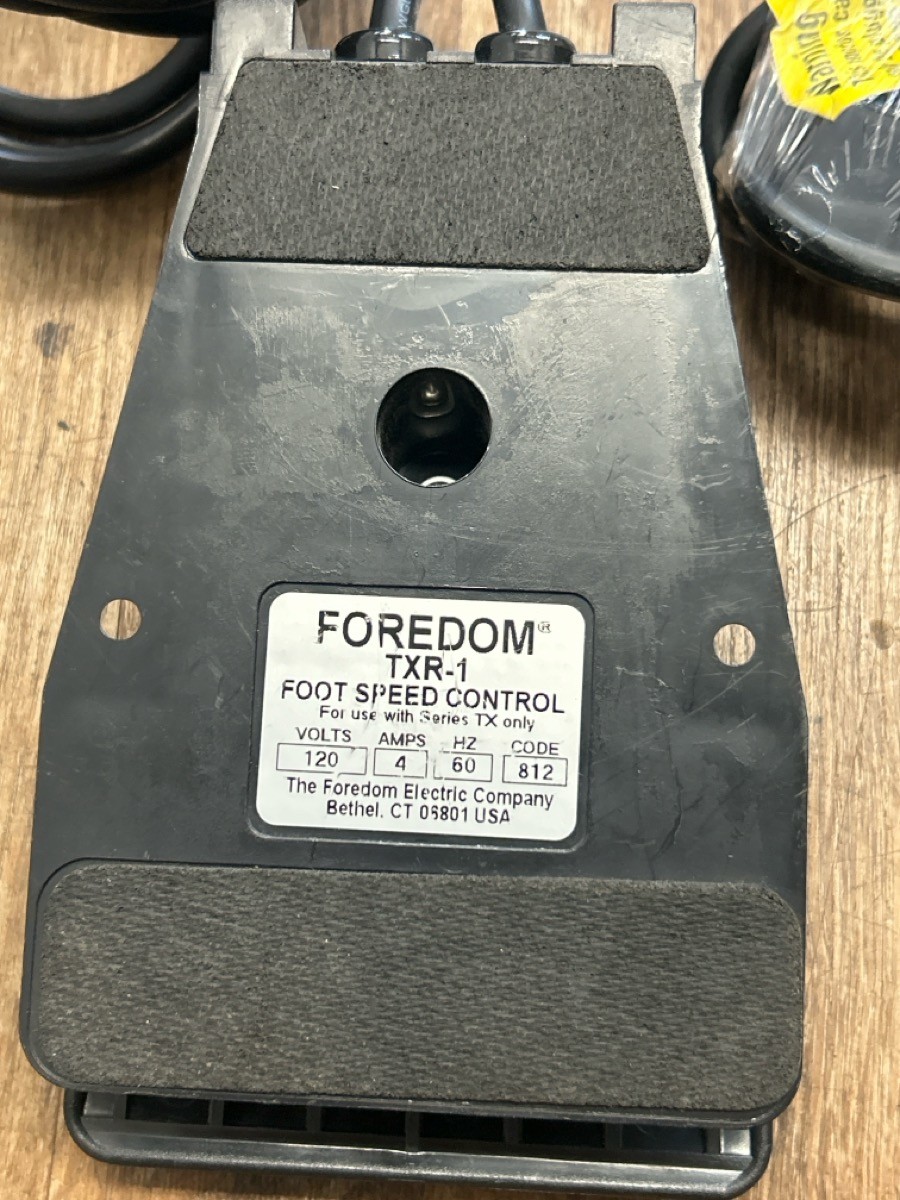 FOREDOM®
TXR-1
FOOT SPEED CONTROL
For use with Series TX only
VOLTS AMPS HZ CODE
120 4 60 812
The Foredom Electric Company
Bethel, CT 06801 USA